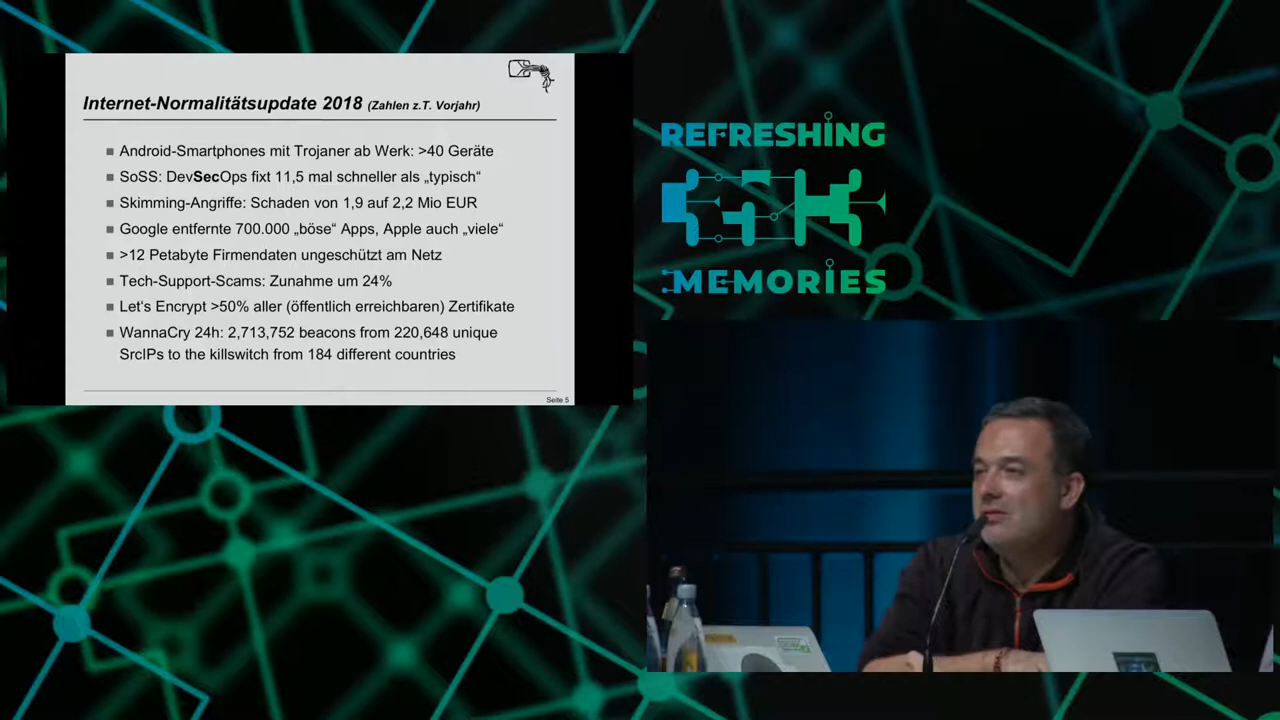 Internet-Normalitätsupdate 2018 (Zahlen z.T. Vorjahr)
Android-Smartphones mit Trojaner ab Werk: >40 Geräte
SoSS: DevSecOps fixt 11,5 mal schneller als „typisch“
Skimming-Angriffe: Schaden von 1,9 auf 2,2 Mio EUR
Google entfernte 700.000 „böse“ Apps, Apple auch „viele“
>12 Petabyte Firmendaten ungeschützt am Netz
Tech-Support-Scams: Zunahme um 24%
Let‘s Encrypt >50% aller (öffentlich erreichbaren) Zertifikate
WannaCry 24h: 2,713,752 beacons from 220,648 unique
SrcIPs to the killswitch from 184 different countries
Seite 5
REFRESHING
MEMORIES